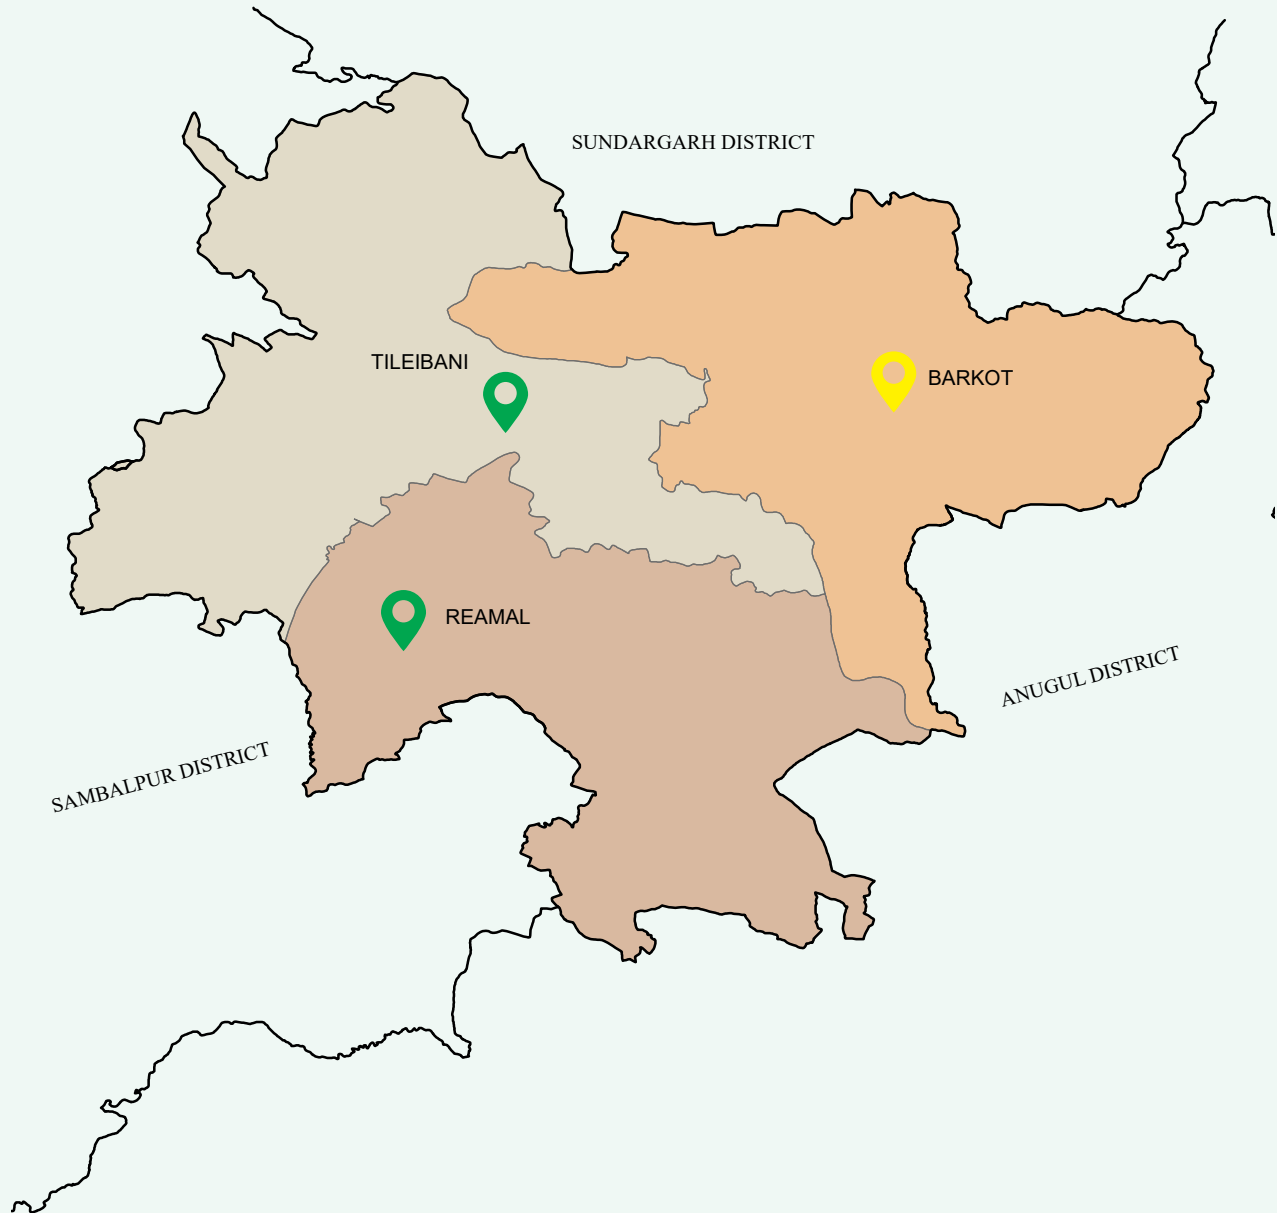 SUNDARGARH DISTRICT
TILEIBANI
BARKOT
REAMAL
ANUGUL DISTRICT
SAMBALPUR DISTRICT